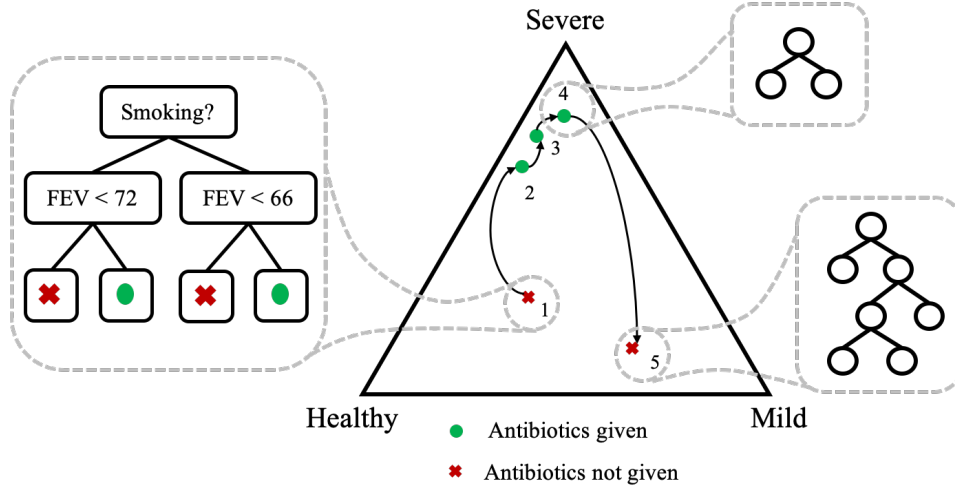 Severe
Smoking?
FEV < 72
FEV < 66
4
3
2
1
5
Healthy
Mild
Antibiotics given
Antibiotics not given